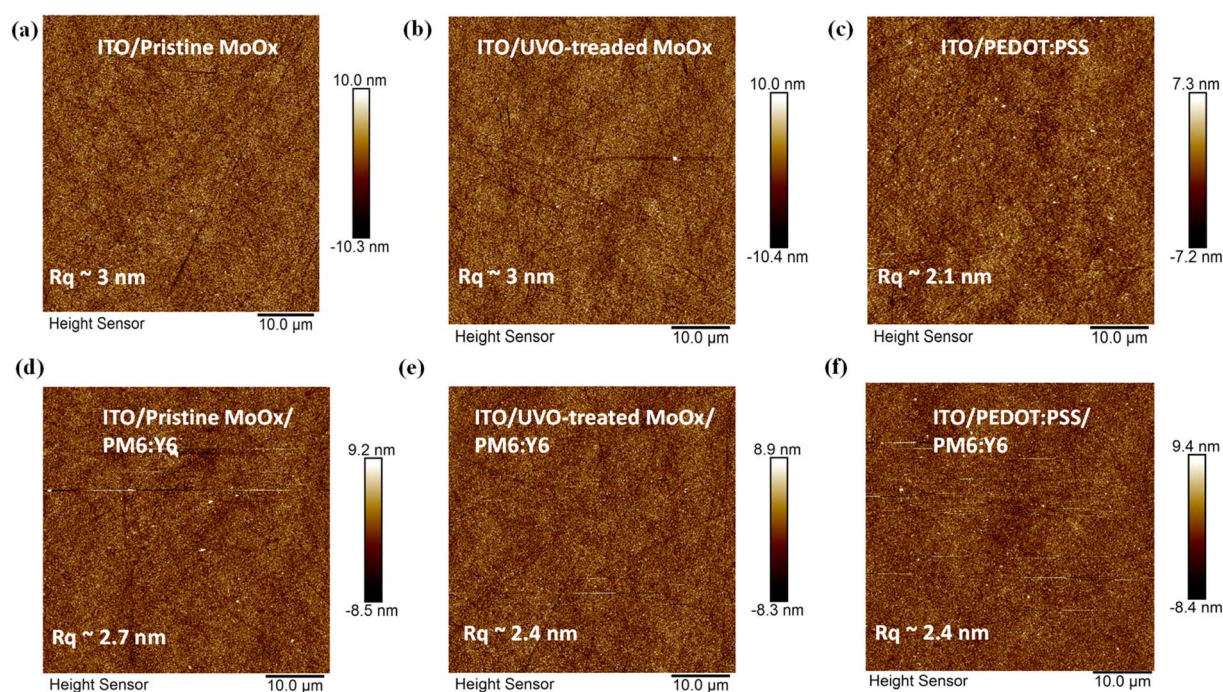 (a)
ITO/Pristine MoOx
10.0 nm
-10.3 nm
Rq ~ 3 nm
Height Sensor
10.0 µm
(b)
ITO/UVO-treaded MoOx
10.0 nm
-10.4 nm
Rq ~ 3 nm
Height Sensor
10.0 µm
(c)
ITO/PEDOT:PSS
7.3 nm
-7.2 nm
Rq ~ 2.1 nm
Height Sensor
10.0 µm
(d)
ITO/Pristine MoOx/
PM6:Y6
9.2 nm
-8.5 nm
Rq ~ 2.7 nm
Height Sensor
10.0 µm
(e)
ITO/UVO-treated MoOx/
PM6:Y6
8.9 nm
-8.3 nm
Rq ~ 2.4 nm
Height Sensor
10.0 µm
(f)
ITO/PEDOT:PSS/
PM6:Y6
9.4 nm
-8.4 nm
Rq ~ 2.4 nm
Height Sensor
10.0 µm